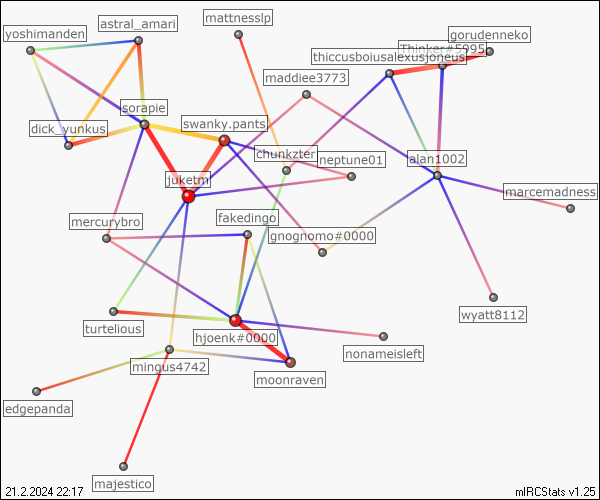 mattnesslp
astral_amari
yoshimanden
gorudenneko
Thinker#5995
thiccusboiusalexusjoneus
maddiee3773
sorapie
swanky.pants
dick_yunkus
chunkzter
neptune01
alan1002
juketm
marcemadness
mercurybro
fakedingo
gnognomo#0000
wyatt8112
turtelious
hjoenk#0000
nonameisleft
mingus4742
moonraven
edgepanda
majestico
21.2.2024 22:17
mIRCStats v1.25